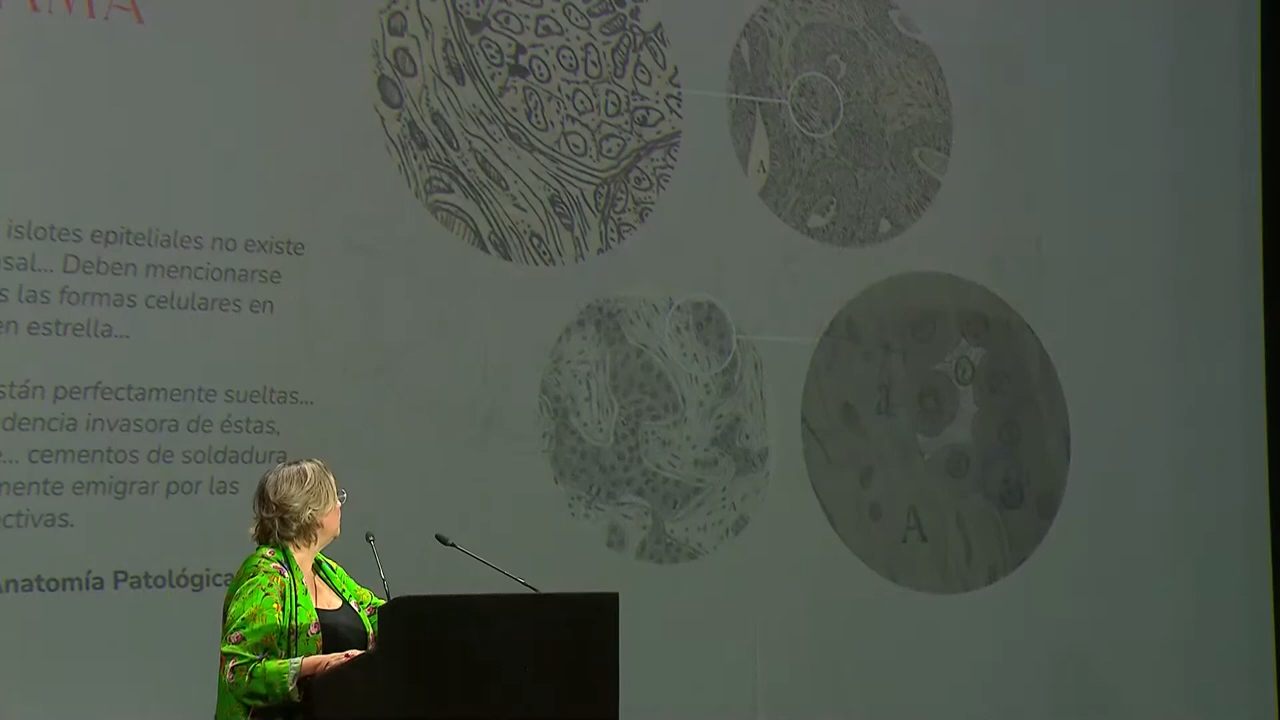 AMA
islotes epiteliales no existe
sal... Deben mencionarse
s las formas celulares en
en estrella...
stán perfectamente sueltas...
dencia invasora de éstas,
... cementos de soldadura
mente emigrar por las
ctivas.
Anatomía Patológica
A
a
A